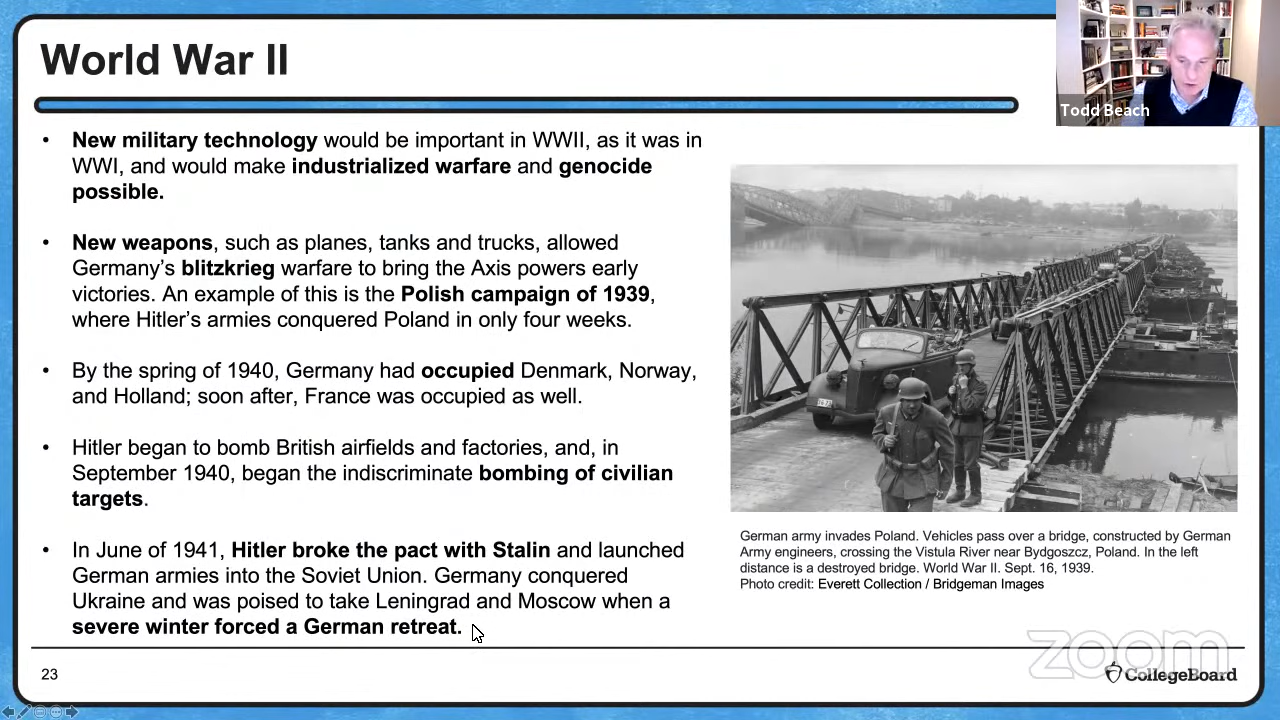 World War II
Todd Beach
• New military technology would be important in WWII, as it was in
WWI, and would make industrialized warfare and genocide
possible.
• New weapons, such as planes, tanks and trucks, allowed
Germany’s blitzkrieg warfare to bring the Axis powers early
victories. An example of this is the Polish campaign of 1939,
where Hitler’s armies conquered Poland in only four weeks.
• By the spring of 1940, Germany had occupied Denmark, Norway,
and Holland; soon after, France was occupied as well.
• Hitler began to bomb British airfields and factories, and, in
September 1940, began the indiscriminate bombing of civilian
targets.
• In June of 1941, Hitler broke the pact with Stalin and launched
German armies into the Soviet Union. Germany conquered
Ukraine and was poised to take Leningrad and Moscow when a
severe winter forced a German retreat.
German army invades Poland. Vehicles pass over a bridge, constructed by German
Army engineers, crossing the Vistula River near Bydgoszcz, Poland. In the left
distance is a destroyed bridge. World War II. Sept. 16, 1939.
Photo credit: Everett Collection / Bridgeman Images
zoom
23
CollegeBoard